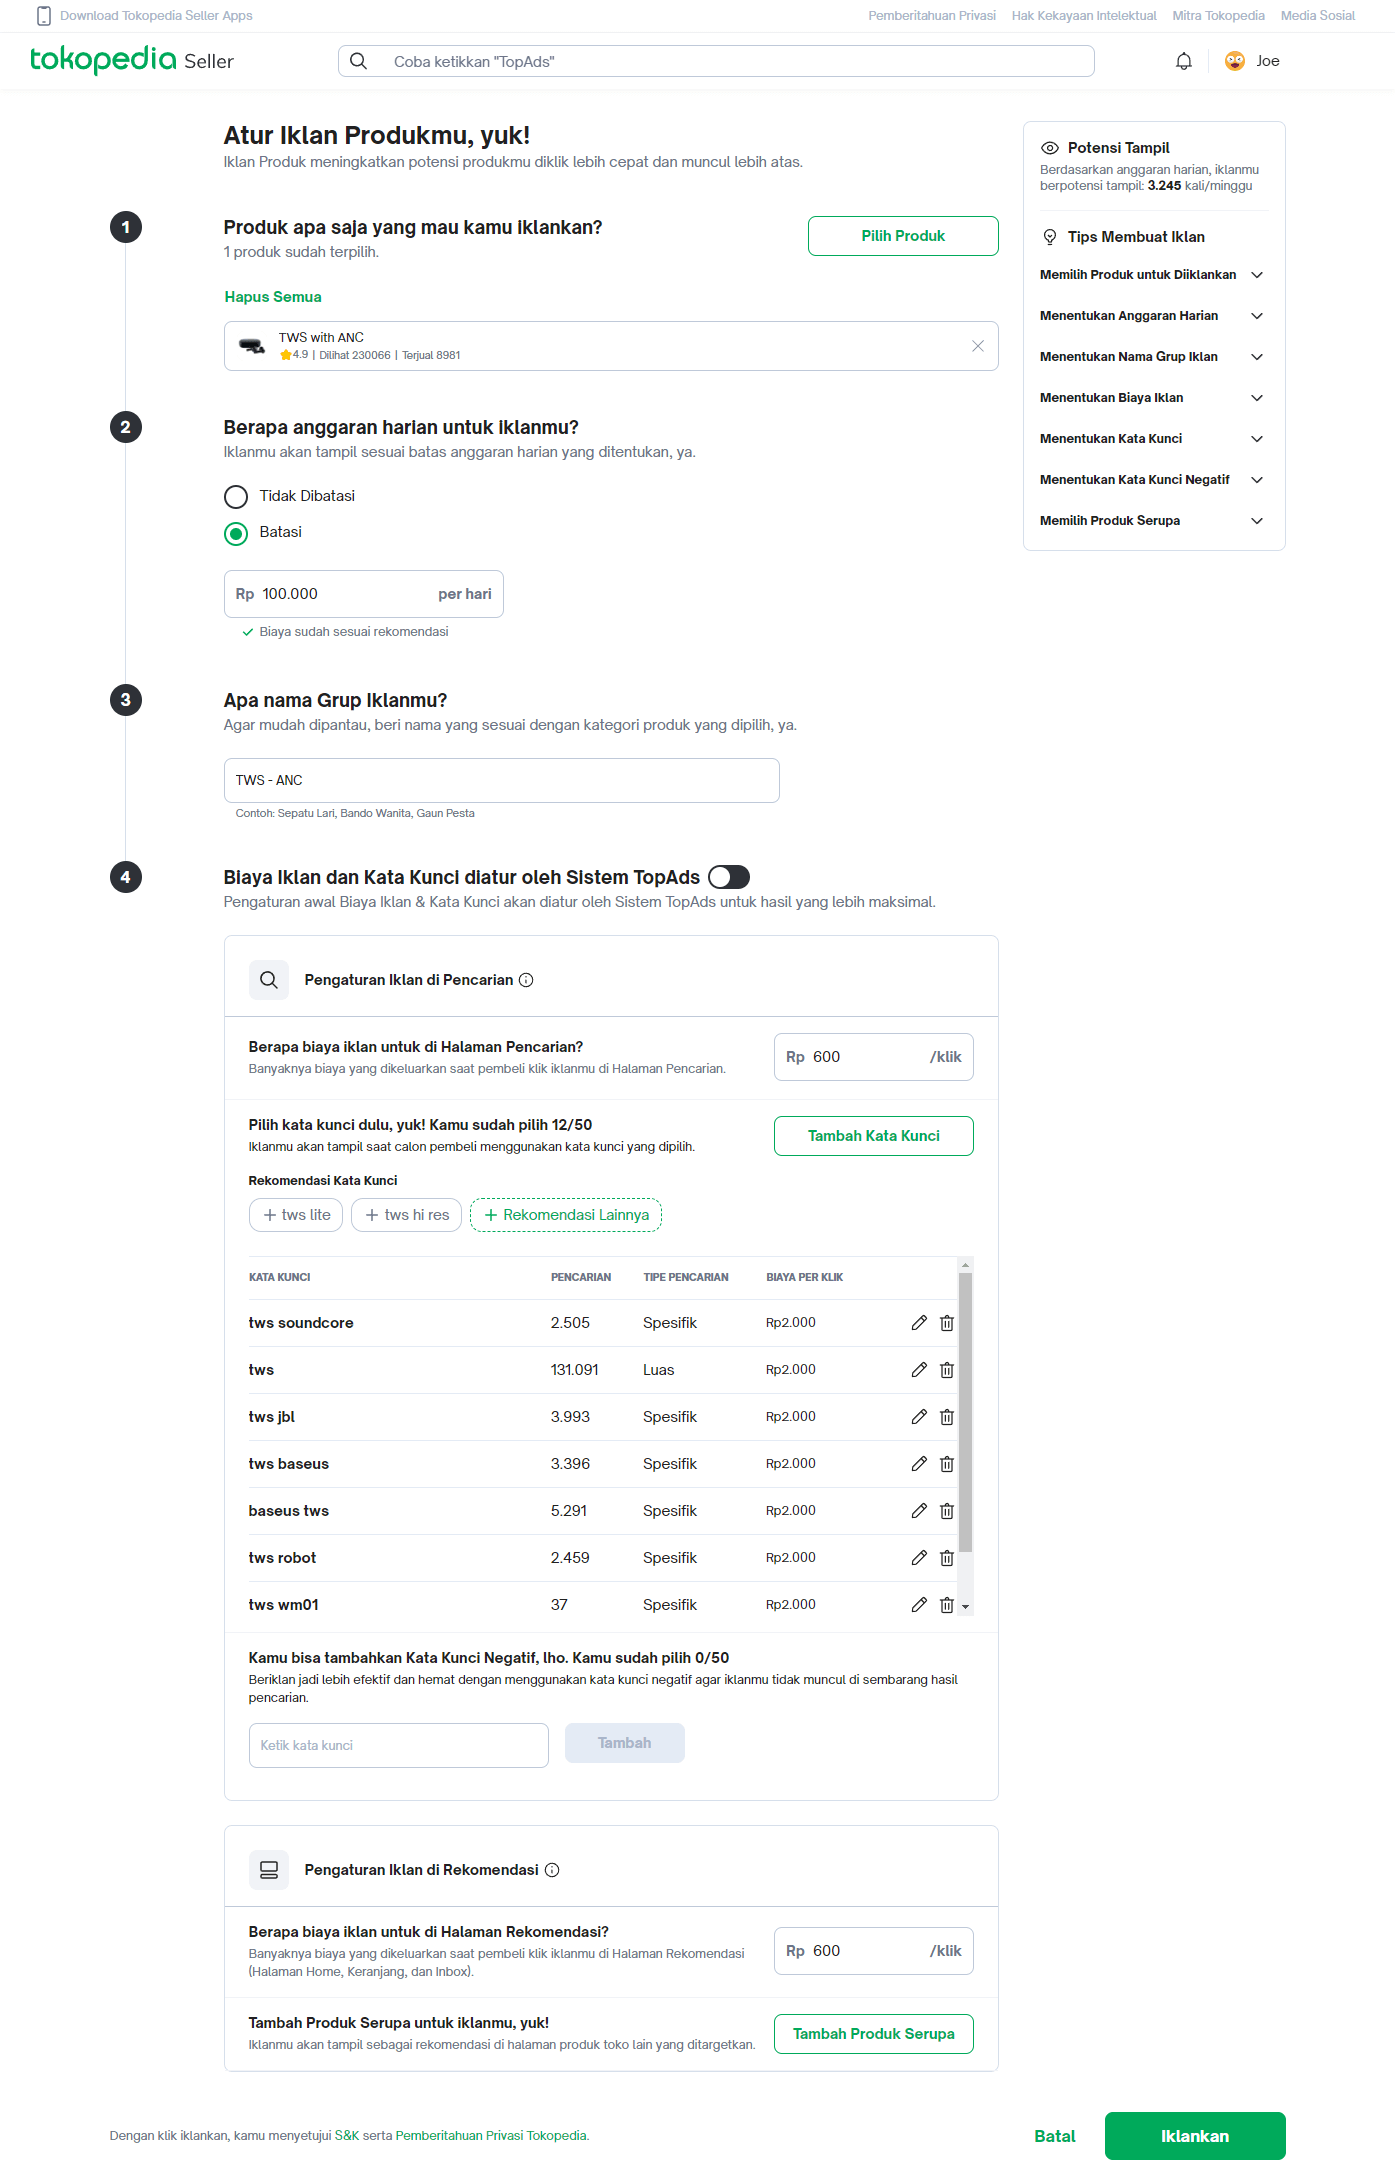 Download Tokopedia Seller Apps
Pemberitahuan Privasi Hak Kekayaan Intelektual Mitra Tokopedia Media Sosial
tokopedia Seller
Coba ketikkan "TopAds"
Joe
Atur Iklan Produkmu, yuk!
Iklan Produk meningkatkan potensi produkmu diklik lebih cepat dan muncul lebih atas.
1
Produk apa saja yang mau kamu iklankan?
1 produk sudah terpilih.
Pilih Produk
Hapus Semua
TWS with ANC
4.9 | Dilihat 230066 | Terjual 8981
2
Berapa anggaran harian untuk iklanmu?
Iklanmu akan tampil sesuai batas anggaran harian yang ditentukan, ya.
Tidak Dibatasi
Batasi
Rp 100.000 per hari
Biaya sudah sesuai rekomendasi
3
Apa nama Grup Iklanmu?
Agar mudah dipantau, beri nama yang sesuai dengan kategori produk yang dipilih, ya.
TWS - ANC
Contoh: Sepatu Lari, Bando Wanita, Gaun Pesta
4
Biaya Iklan dan Kata Kunci diatur oleh Sistem TopAds
Pengaturan awal Biaya Iklan & Kata Kunci akan diatur oleh Sistem TopAds untuk hasil yang lebih maksimal.
Pengaturan Iklan di Pencarian
Berapa biaya iklan untuk di Halaman Pencarian?
Banyaknya biaya yang dikeluarkan saat pembeli klik iklanmu di Halaman Pencarian.
Rp 600 /klik
Pilih kata kunci dulu, yuk! Kamu sudah pilih 12/50
Iklanmu akan tampil saat calon pembeli menggunakan kata kunci yang dipilih.
Tambah Kata Kunci
Rekomendasi Kata Kunci
+ tws lite + tws hi res + Rekomendasi Lainnya
KATA KUNCI PENCARIAN TIPE PENCARIAN BIAYA PER KLIK
tws soundcore 2.505 Spesifik Rp2.000
tws 131.091 Luas Rp2.000
tws jbl 3.993 Spesifik Rp2.000
tws baseus 3.396 Spesifik Rp2.000
baseus tws 5.291 Spesifik Rp2.000
tws robot 2.459 Spesifik Rp2.000
tws wm01 37 Spesifik Rp2.000
Kamu bisa tambahkan Kata Kunci Negatif, lho. Kamu sudah pilih 0/50
Beriklan jadi lebih efektif dan hemat dengan menggunakan kata kunci negatif agar iklanmu tidak muncul di sembarang hasil
pencarian.
Ketik kata kunci
Tambah
Pengaturan Iklan di Rekomendasi
Berapa biaya iklan untuk di Halaman Rekomendasi?
Banyaknya biaya yang dikeluarkan saat pembeli klik iklanmu di Halaman Rekomendasi
(Halaman Home, Keranjang, dan Inbox).
Rp 600 /klik
Tambah Produk Serupa untuk iklanmu, yuk!
Iklanmu akan tampil sebagai rekomendasi di halaman produk toko lain yang ditargetkan.
Tambah Produk Serupa
Potensi Tampil
Berdasarkan anggaran harian, iklanmu
berpotensi tampil: 3.245 kali/minggu
Tips Membuat Iklan
Memilih Produk untuk Diiklankan
Menentukan Anggaran Harian
Menentukan Nama Grup Iklan
Menentukan Biaya Iklan
Menentukan Kata Kunci
Menentukan Kata Kunci Negatif
Memilih Produk Serupa
Dengan klik iklankan, kamu menyetujui S&K serta Pemberitahuan Privasi Tokopedia.
Batal
Iklankan